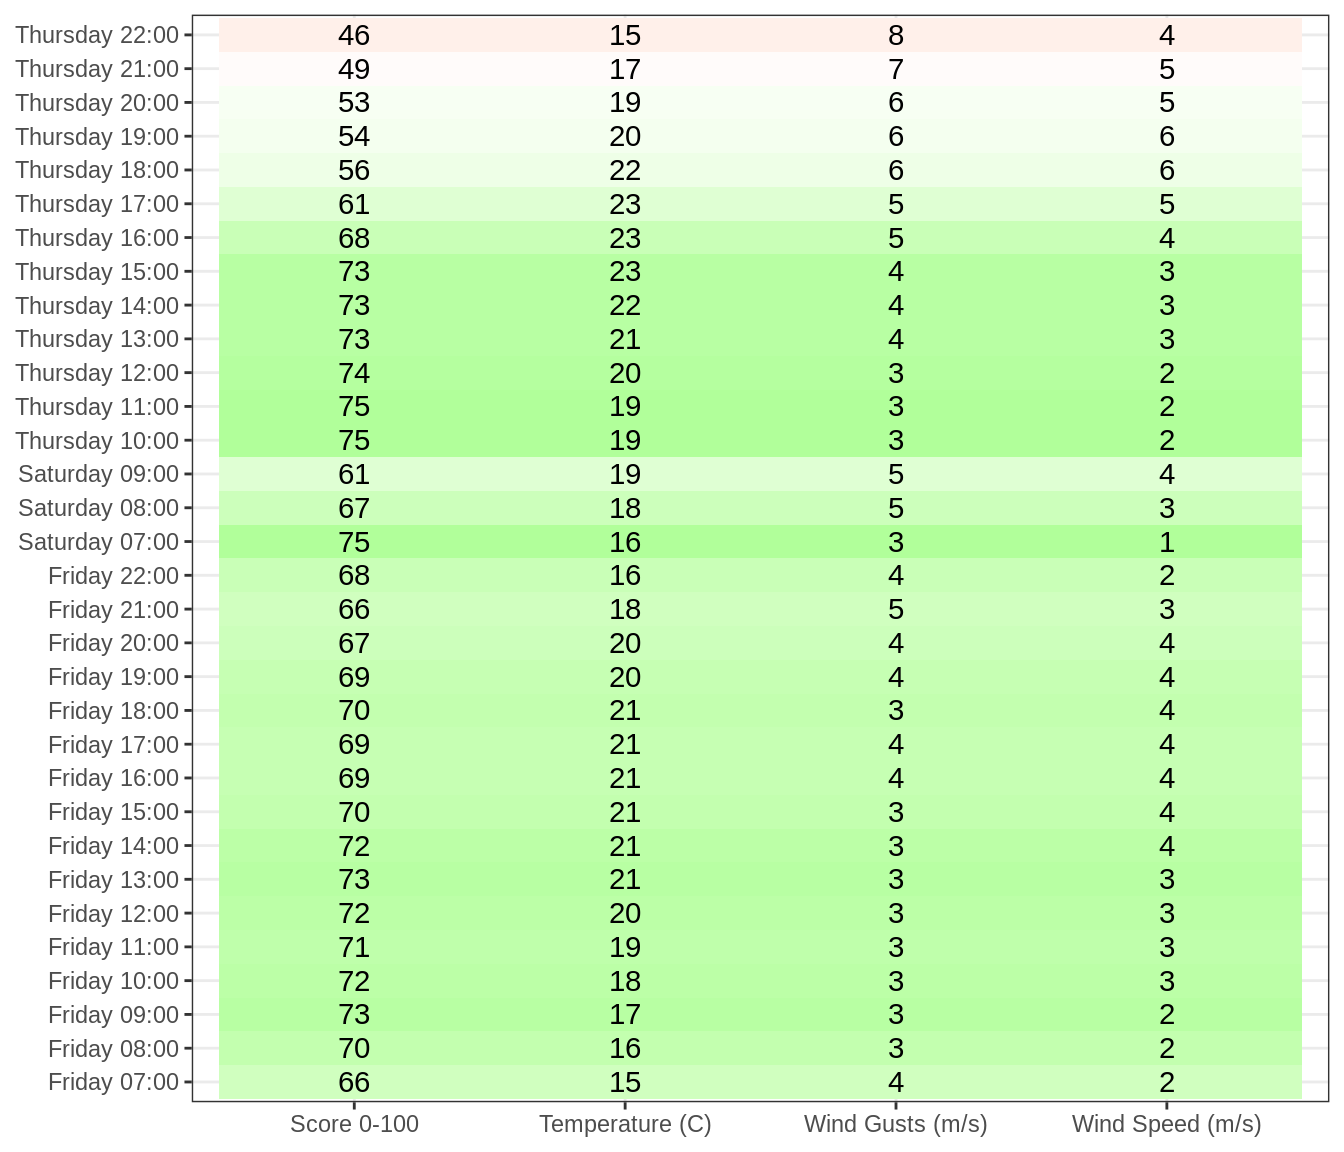 Thursday 22:00 46 15 8 4
Thursday 21:00 49 17 7 5
Thursday 20:00 53 19 6 5
Thursday 19:00 54 20 6 6
Thursday 18:00 56 22 6 6
Thursday 17:00 61 23 5 5
Thursday 16:00 68 23 5 4
Thursday 15:00 73 23 4 3
Thursday 14:00 73 22 4 3
Thursday 13:00 73 21 4 3
Thursday 12:00 74 20 3 2
Thursday 11:00 75 19 3 2
Thursday 10:00 75 19 3 2
Saturday 09:00 61 19 5 4
Saturday 08:00 67 18 5 3
Saturday 07:00 75 16 3 1
Friday 22:00 68 16 4 2
Friday 21:00 66 18 5 3
Friday 20:00 67 20 4 4
Friday 19:00 69 20 4 4
Friday 18:00 70 21 3 4
Friday 17:00 69 21 4 4
Friday 16:00 69 21 4 4
Friday 15:00 70 21 3 4
Friday 14:00 72 21 3 4
Friday 13:00 73 21 3 3
Friday 12:00 72 20 3 3
Friday 11:00 71 19 3 3
Friday 10:00 72 18 3 3
Friday 09:00 73 17 3 2
Friday 08:00 70 16 3 2
Friday 07:00 66 15 4 2
Score 0-100 Temperature (C) Wind Gusts (m/s) Wind Speed (m/s)